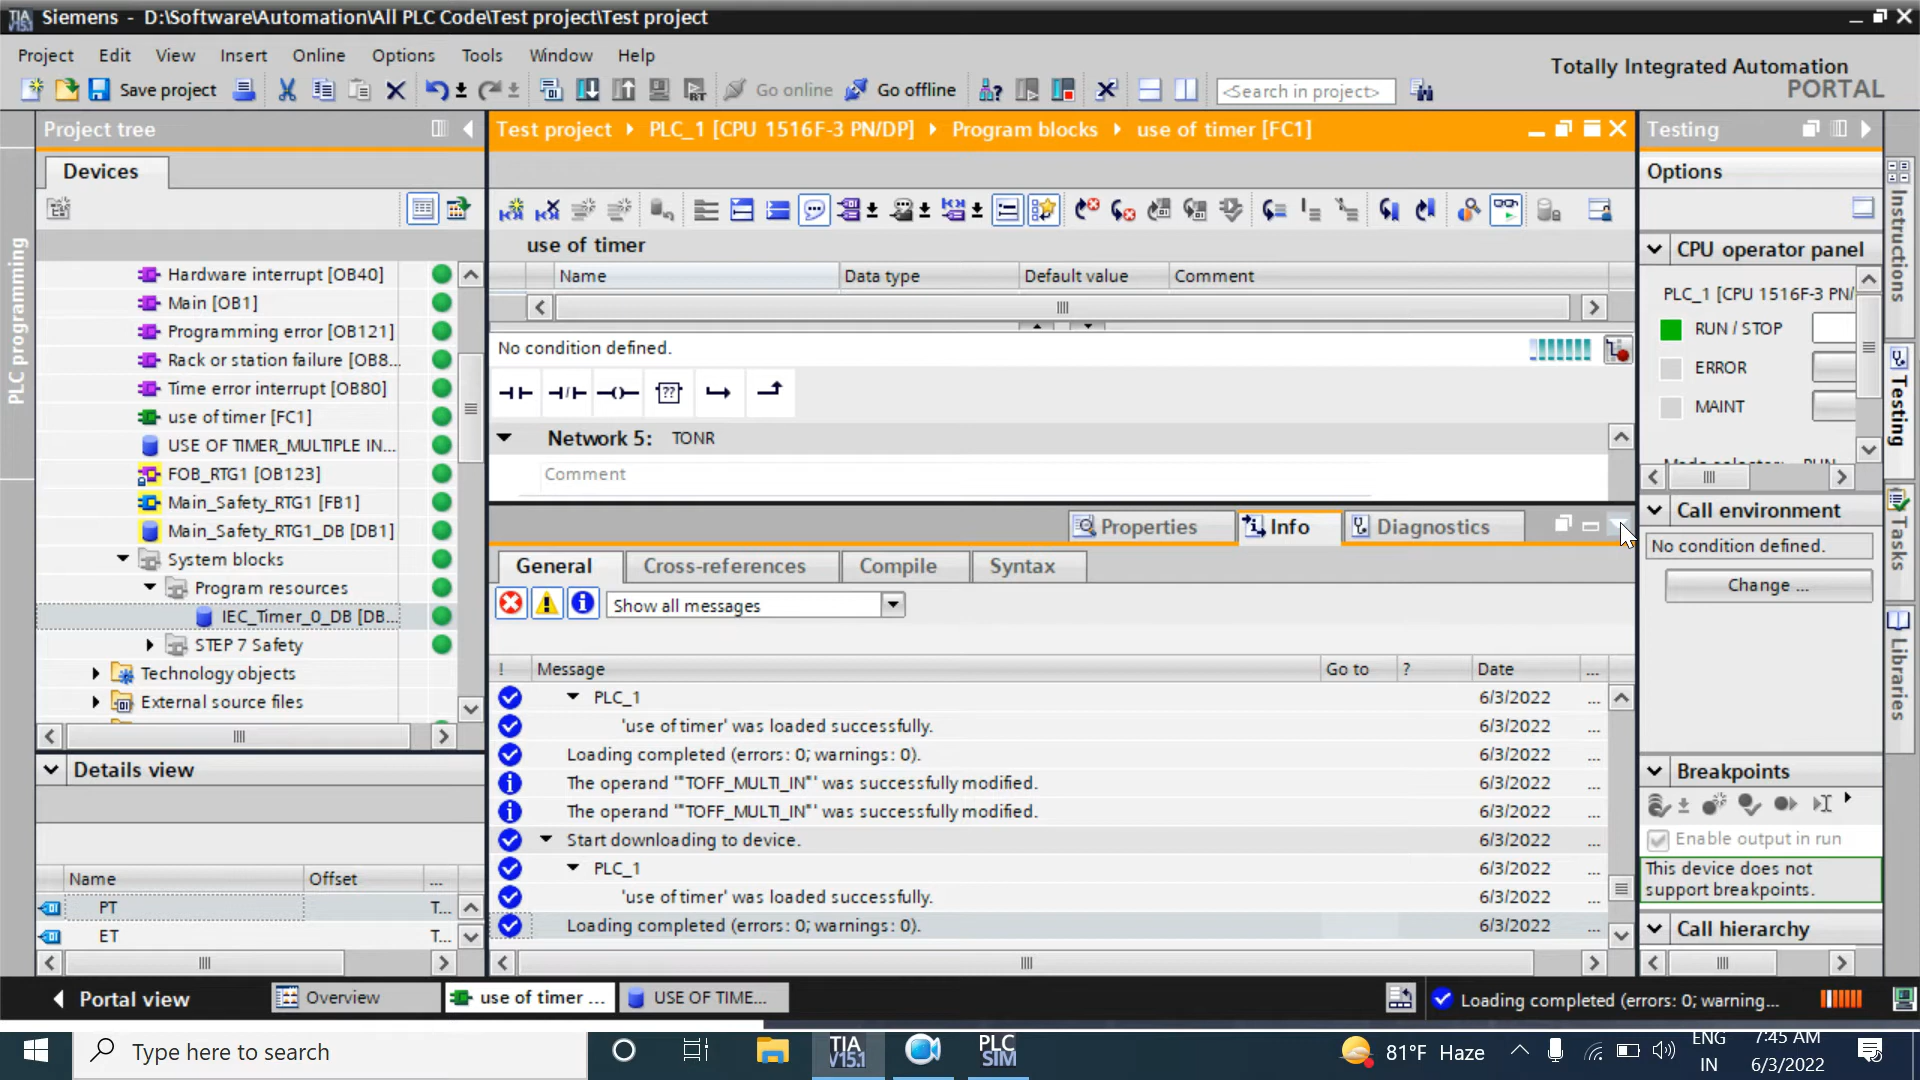 TIA V15.1 Siemens - D:\Software\Automation\All PLC Code\Test project\Test project
Project Edit View Insert Online Options Tools Window Help
Totally Integrated Automation
PORTAL
Save project Go online Go offline <Search in project>
Project tree
Test project PLC_1 [CPU 1516F-3 PN/DP] Program blocks use of timer [FC1]
Testing
Devices
Options
PLC programming
Instructions
Testing
Tasks
Libraries
use of timer
Name Data type Default value Comment
No condition defined.
Network 5: TONR
Comment
Hardware interrupt [OB40]
Main [OB1]
Programming error [OB121]
Rack or station failure [OB8...
Time error interrupt [OB80]
use of timer [FC1]
USE OF TIMER_MULTIPLE IN...
FOB_RTG1 [OB123]
Main_Safety_RTG1 [FB1]
Main_Safety_RTG1_DB [DB1]
System blocks
Program resources
IEC_Timer_0_DB [DB...
STEP 7 Safety
Technology objects
External source files
Details view
Name Offset ...
PT T...
ET T...
Properties Info Diagnostics
General Cross-references Compile Syntax
Show all messages
! Message Go to ? Date ...
PLC_1 6/3/2022 ...
'use of timer' was loaded successfully. 6/3/2022 ...
Loading completed (errors: 0; warnings: 0). 6/3/2022 ...
The operand '"TOFF_MULTI_IN"' was successfully modified. 6/3/2022 ...
The operand '"TOFF_MULTI_IN"' was successfully modified. 6/3/2022 ...
Start downloading to device. 6/3/2022 ...
PLC_1 6/3/2022 ...
'use of timer' was loaded successfully. 6/3/2022 ...
Loading completed (errors: 0; warnings: 0). 6/3/2022 ...
CPU operator panel
PLC_1 [CPU 1516F-3 PN/
RUN / STOP
ERROR
MAINT
Call environment
No condition defined.
Change ...
Breakpoints
Enable output in run
This device does not
support breakpoints.
Call hierarchy
Portal view Overview use of timer ... USE OF TIME... Loading completed (errors: 0; warning...
Type here to search
TIA V15.1
PLC SIM
81°F Haze
ENG
IN
7:45 AM
6/3/2022